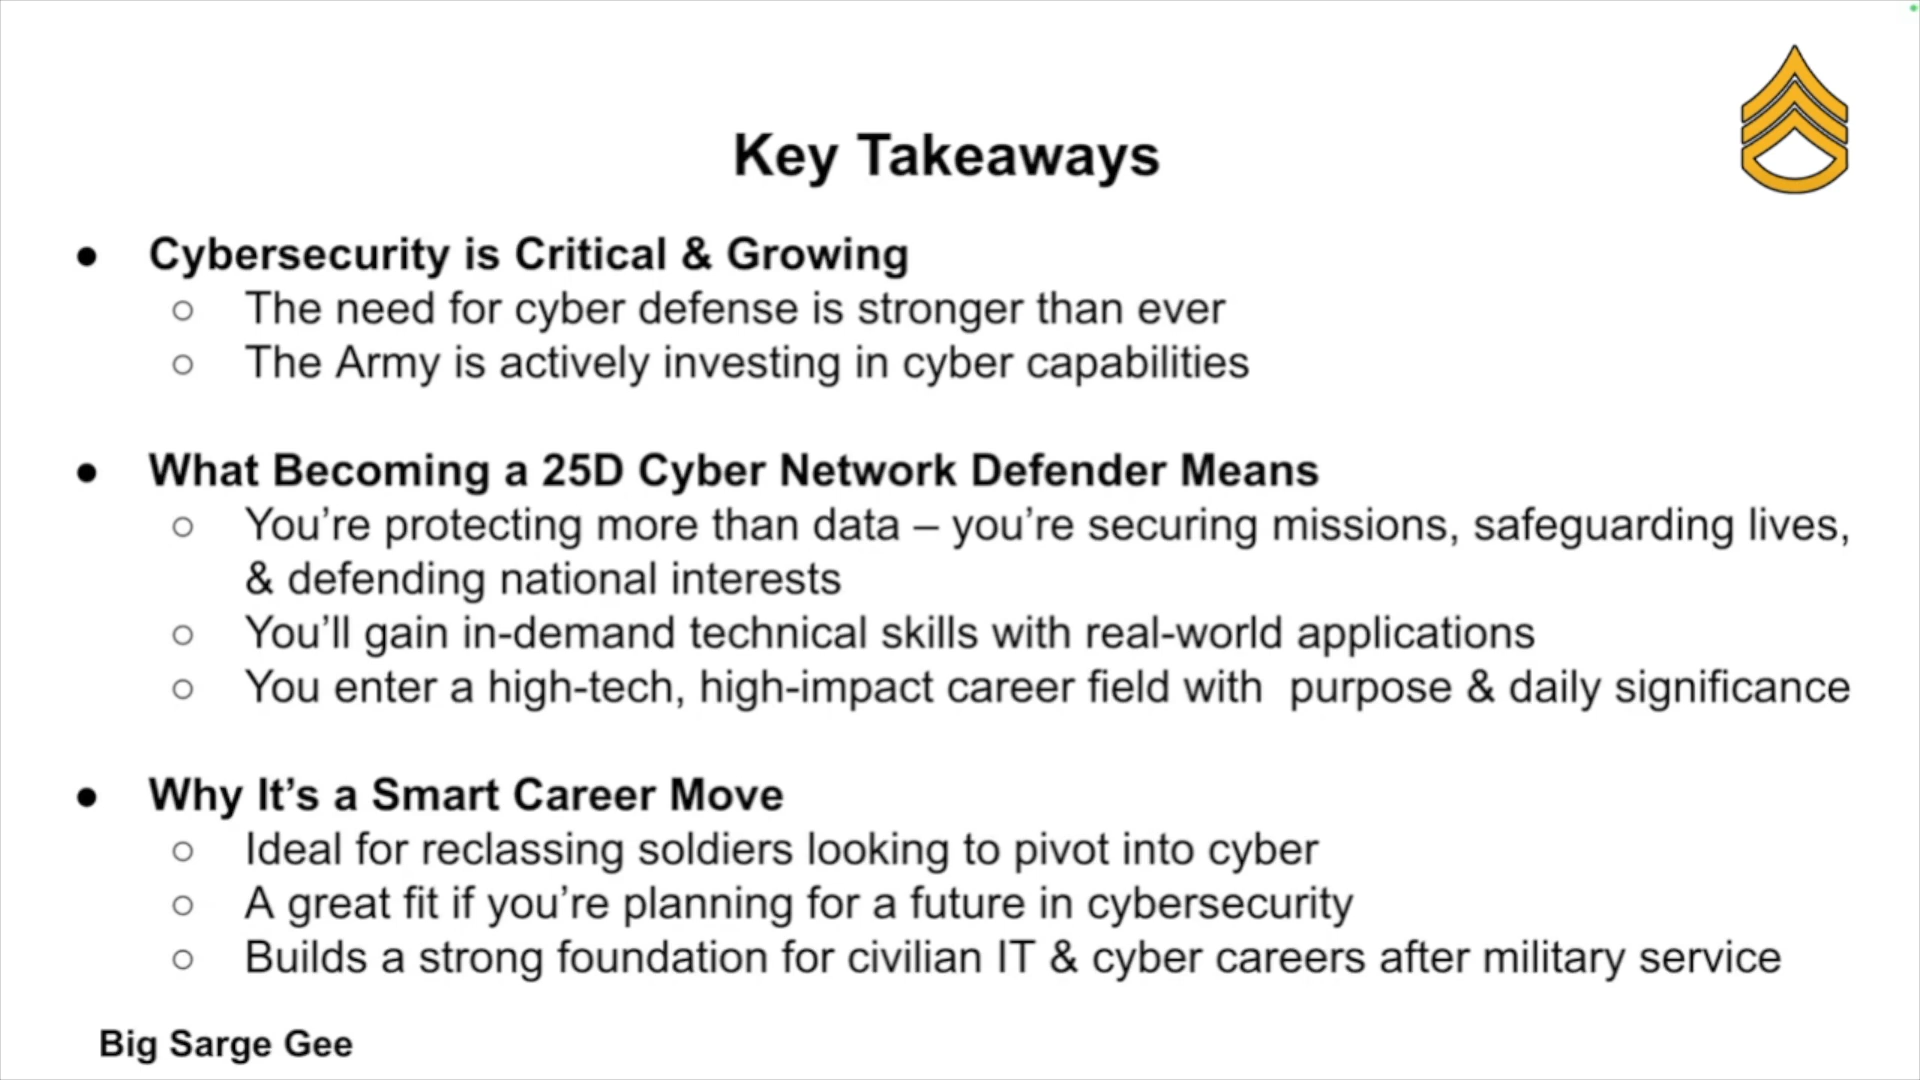 Key Takeaways
● Cybersecurity is Critical & Growing
○ The need for cyber defense is stronger than ever
○ The Army is actively investing in cyber capabilities
● What Becoming a 25D Cyber Network Defender Means
○ You’re protecting more than data – you’re securing missions, safeguarding lives,
& defending national interests
○ You’ll gain in-demand technical skills with real-world applications
○ You enter a high-tech, high-impact career field with  purpose & daily significance
● Why It’s a Smart Career Move
○ Ideal for reclassing soldiers looking to pivot into cyber
○ A great fit if you’re planning for a future in cybersecurity
○ Builds a strong foundation for civilian IT & cyber careers after military service
Big Sarge Gee